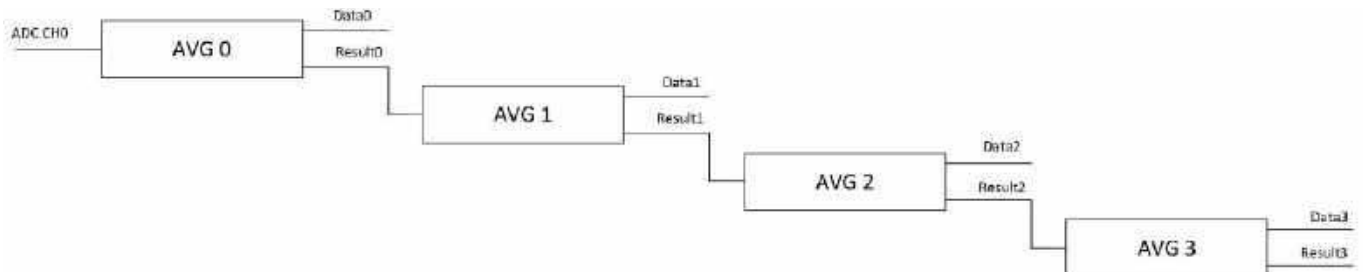 ADC CH0
AVG 0
Data0
Result0
AVG 1
Data1
Result1
AVG 2
Data2
Result2
AVG 3
Data3
Result3